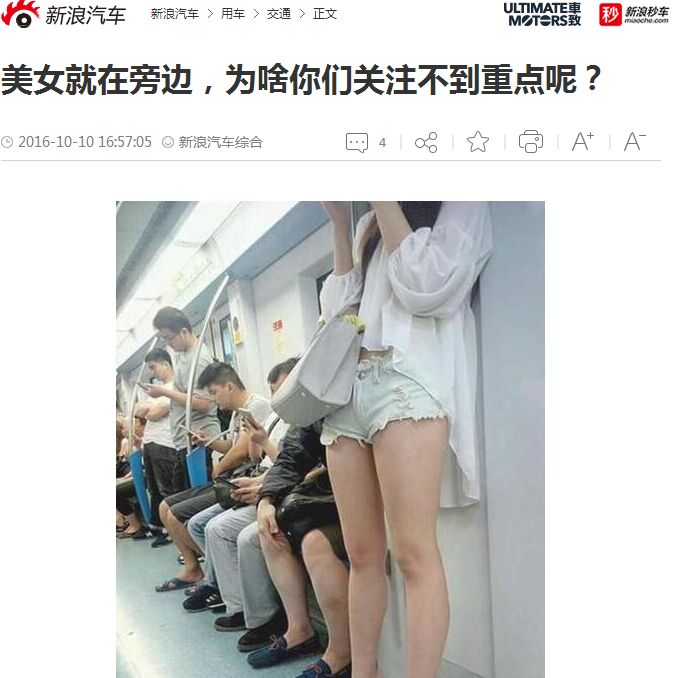 新浪汽车
新浪汽车 > 用车 > 交通 > 正文
ULTIMATE車
MOTORS致
秒 新浪秒车
miaoche.com
美女就在旁边，为啥你们关注不到重点呢？
2016-10-10 16:57:05 新浪汽车综合
4
A+
A-